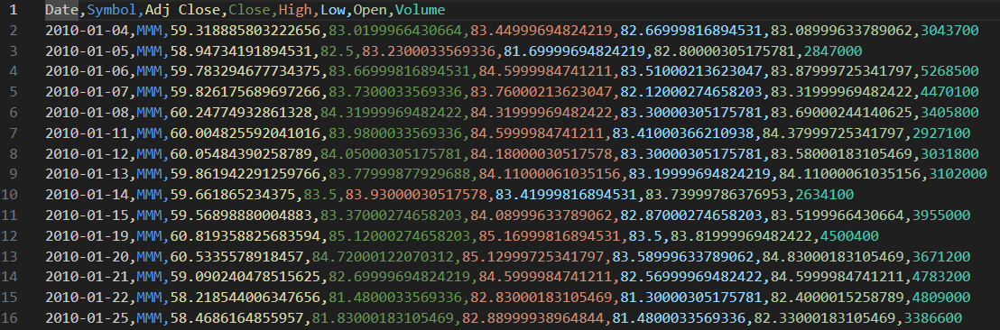 1 Date,Symbol,Adj Close,Close,High,Low,Open,Volume
2 2010-01-04,MMM,59.318885803222656,83.0199966430664,83.44999694824219,82.66999816894531,83.08999633789062,3043700
3 2010-01-05,MMM,58.94734191894531,82.5,83.2300033569336,81.69999694824219,82.80000305175781,2847000
4 2010-01-06,MMM,59.783294677734375,83.66999816894531,84.5999984741211,83.51000213623047,83.87999725341797,5268500
5 2010-01-07,MMM,59.826175689697266,83.7300033569336,83.76000213623047,82.12000274658203,83.31999969482422,4470100
6 2010-01-08,MMM,60.24774932861328,84.31999969482422,84.31999969482422,83.30000305175781,83.69000244140625,3405800
7 2010-01-11,MMM,60.004825592041016,83.9800033569336,84.5999984741211,83.41000366210938,84.37999725341797,2927100
8 2010-01-12,MMM,60.05484390258789,84.05000305175781,84.18000030517578,83.30000305175781,83.58000183105469,3031800
9 2010-01-13,MMM,59.861942291259766,83.77999877929688,84.11000061035156,83.19999694824219,84.11000061035156,3102000
10 2010-01-14,MMM,59.661865234375,83.5,83.93000030517578,83.41999816894531,83.73999786376953,2634100
11 2010-01-15,MMM,59.56898880004883,83.37000274658203,84.08999633789062,82.87000274658203,83.5199966430664,3955000
12 2010-01-19,MMM,60.819358825683594,85.12000274658203,85.16999816894531,83.5,83.81999969482422,4500400
13 2010-01-20,MMM,60.5335578918457,84.72000122070312,85.12999725341797,83.58999633789062,84.83000183105469,3671200
14 2010-01-21,MMM,59.090240478515625,82.69999694824219,84.5999984741211,82.56999969482422,84.5999984741211,4783200
15 2010-01-22,MMM,58.218544006347656,81.4800033569336,82.83000183105469,81.30000305175781,82.4000015258789,4809000
16 2010-01-25,MMM,58.4686164855957,81.83000183105469,82.88999938964844,81.4800033569336,82.33000183105469,3386600